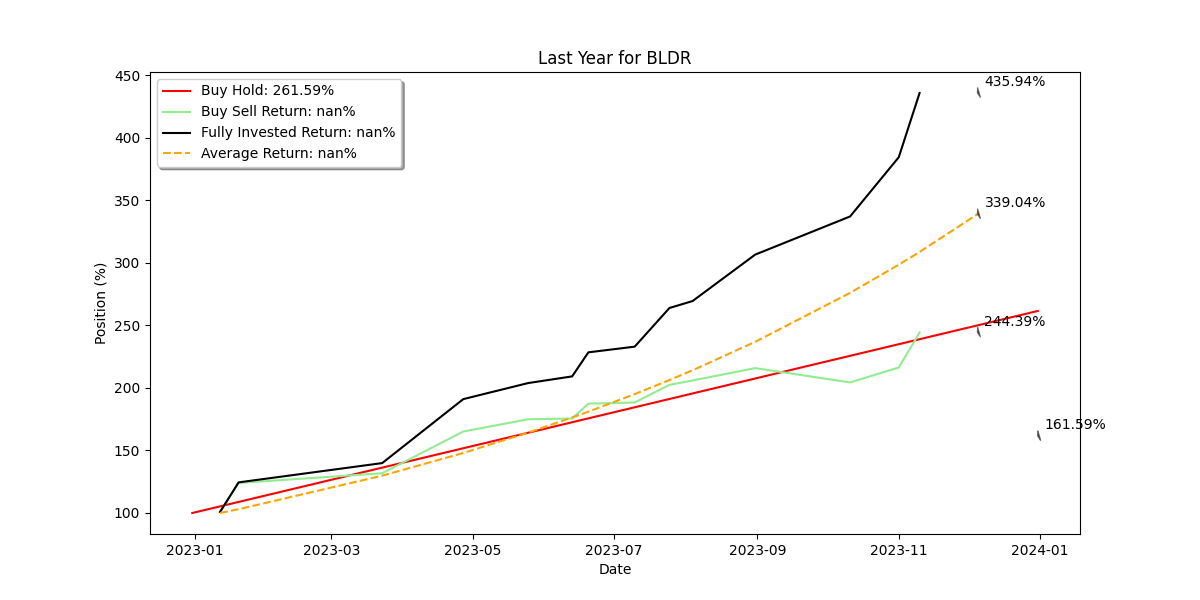 Last Year for BLDR
Buy Hold: 261.59%
Buy Sell Return: nan%
Fully Invested Return: nan%
Average Return: nan%
435.94%
339.04%
244.39%
161.59%
Position (%)
450
400
350
300
250
200
150
100
2023-01
2023-03
2023-05
2023-07
2023-09
2023-11
2024-01
Date